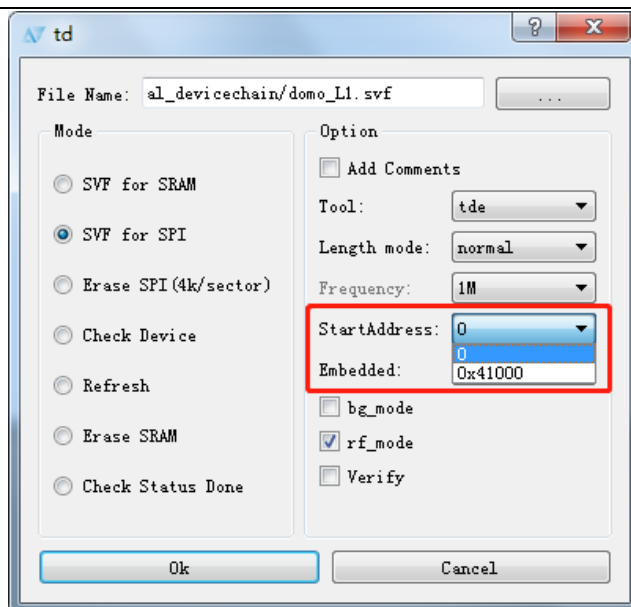 td
File Name: al_devicechain/domo_L1.svf ...
Mode
SVF for SRAM
SVF for SPI
Erase SPI(4k/sector)
Check Device
Refresh
Erase SRAM
Check Status Done
Option
Add Comments
Tool: tde
Length mode: normal
Frequency: 1M
StartAddress: 0
0
Embedded: 0x41000
bg_mode
rf_mode
Verify
Ok Cancel